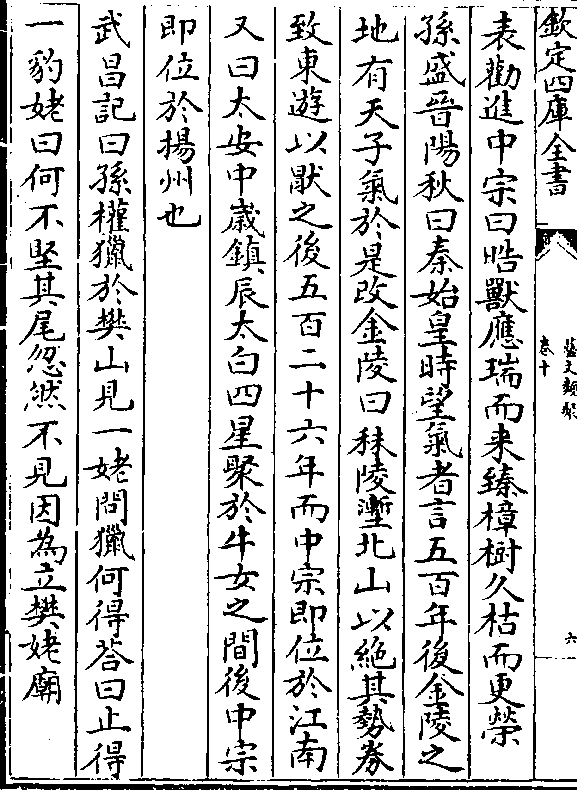 欽定四庫全書
藝文類聚
卷十
六
表勸進中宗曰皓獸應瑞而来臻樟樹久枯而更榮
孫盛晉陽秋曰秦始皇時望氣者言五百年後金陵之
地有天子氣於是改金陵曰秣陵壍北山以絶其勢券
致東遊以猒之後五百二十六年而中宗即位於江南
又曰太安中歲鎮辰太白四星聚於牛女之間後中宗
即位於楊州也
武昌記曰孫權獵於樊山見一姥問獵何得荅曰止得
一豹姥曰何不竪其尾忽然不見因為立樊姥廟